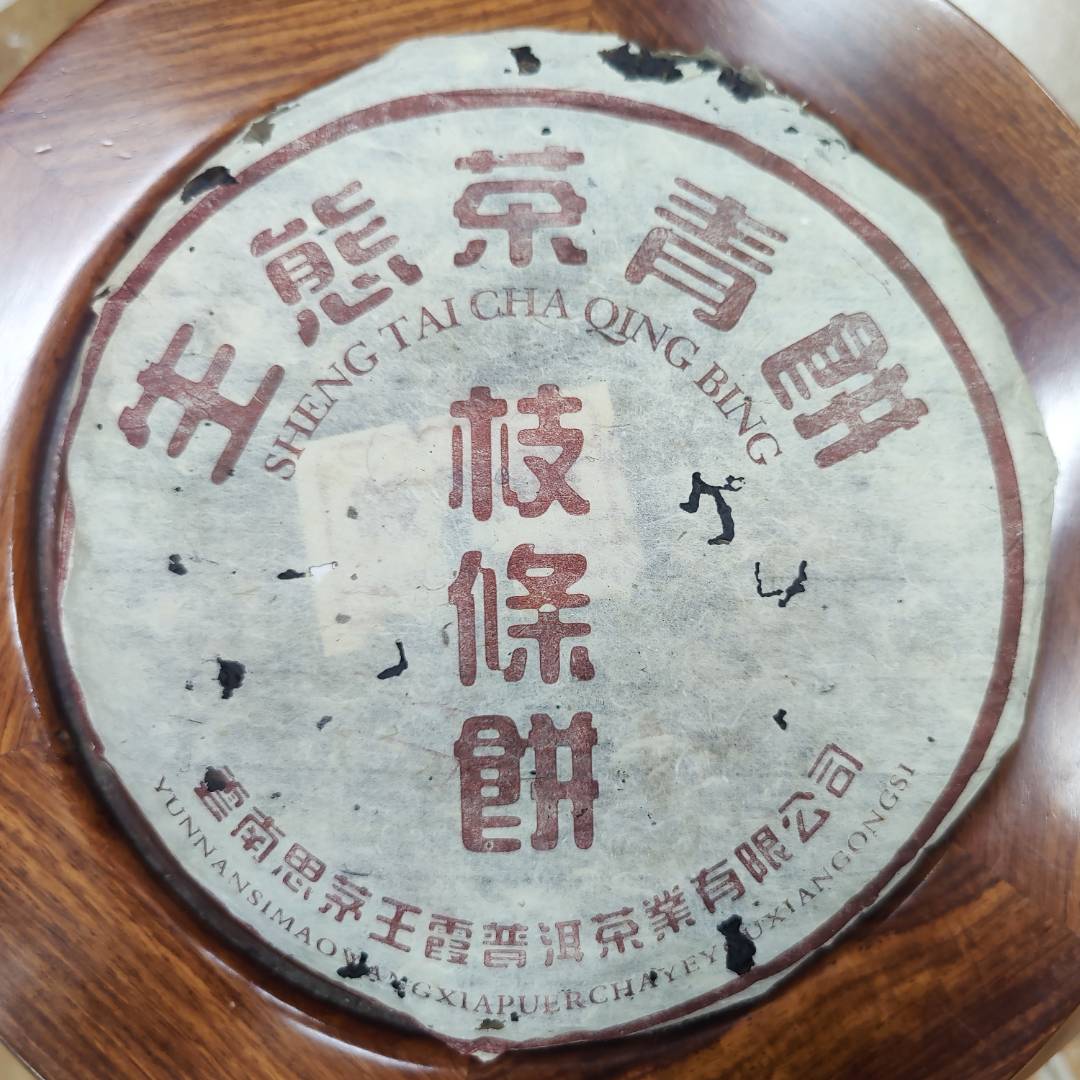 生態茶青餅
SHENG TAI CHA QING BING
枝
條
餅
雲南思茅王霞普洱茶業有限公司
YUNNANSIMAOWANGXIAPUERCHAYEYOUXIANGONGSI